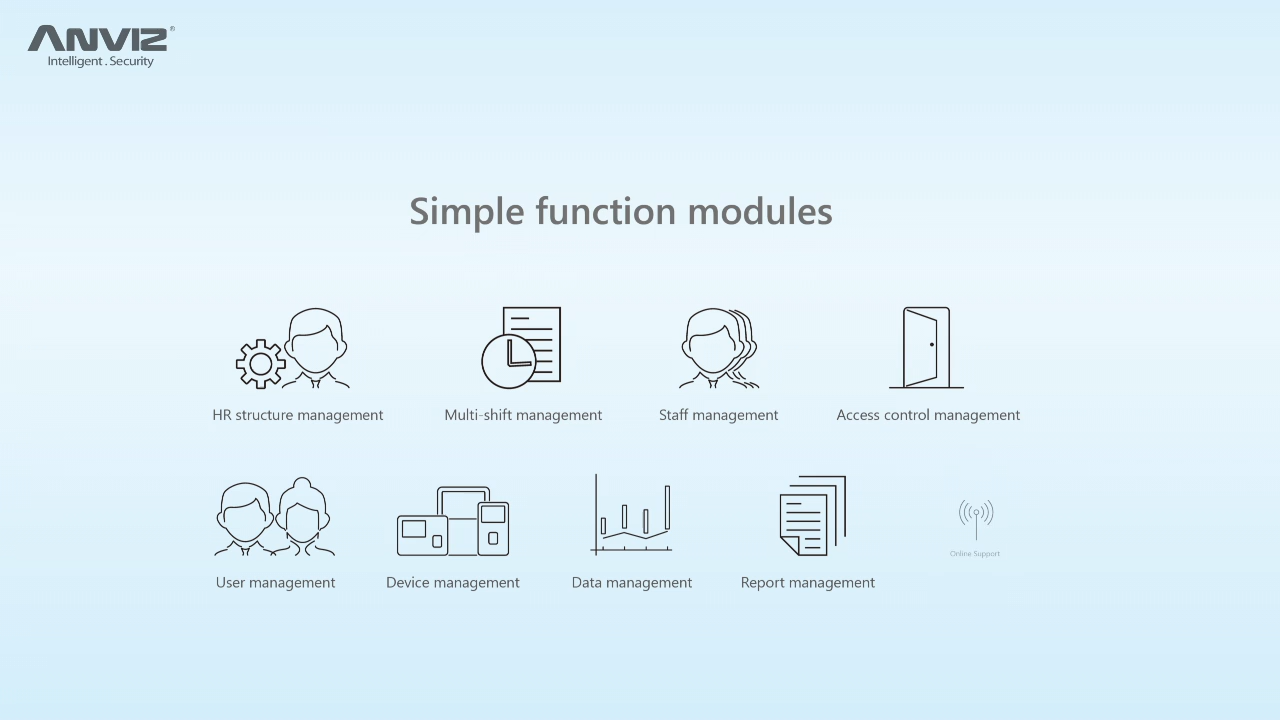 ANVIZ®
Intelligent . Security
Simple function modules
HR structure management
Multi-shift management
Staff management
Access control management
User management
Device management
Data management
Report management
Online Support